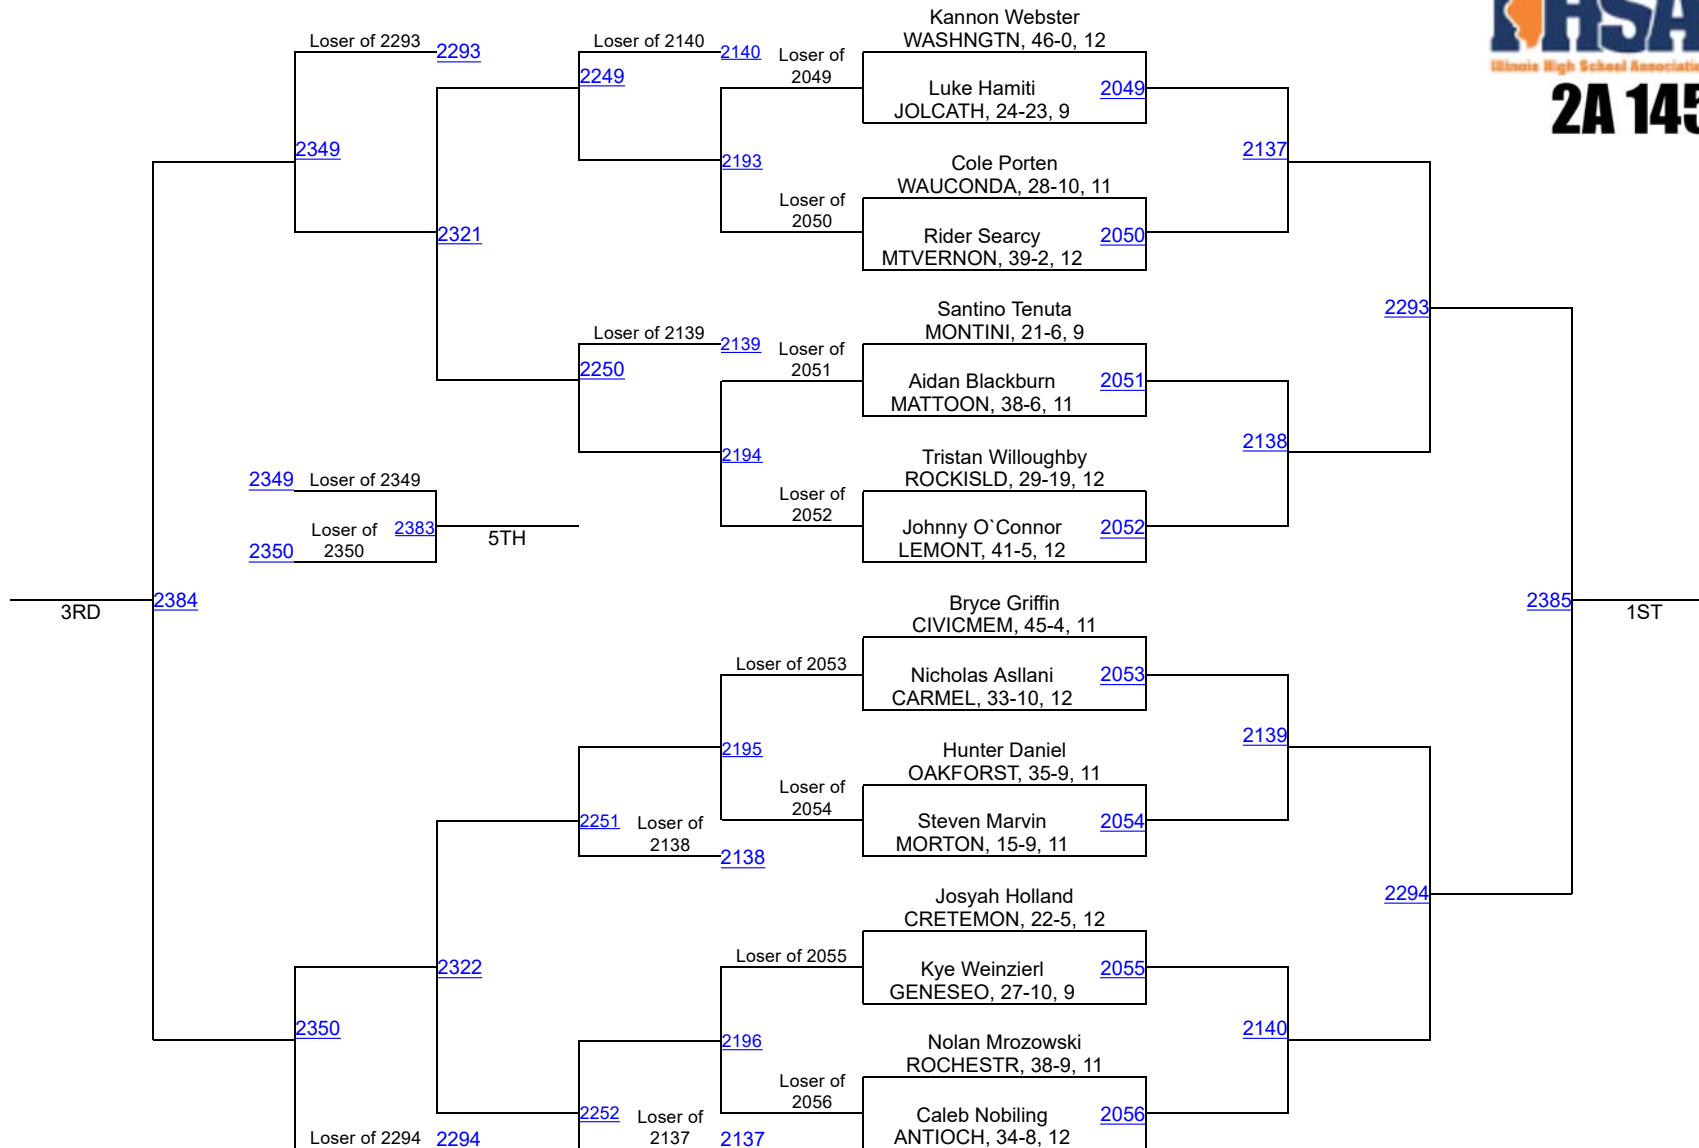 IHSA
Illinois High School Associatio
2A 145
Kannon Webster
WASHNGTN, 46-0, 12
Loser of 2293
2293
Loser of 2140
2140
Loser of
2049
2249
Luke Hamiti
JOLCATH, 24-23, 9
2049
2349
2193
Cole Porten
WAUCONDA, 28-10, 11
2137
Loser of
2050
2321
Rider Searcy
MTVERNON, 39-2, 12
2050
Santino Tenuta
MONTINI, 21-6, 9
2293
Loser of 2139
2139
Loser of
2051
2250
Aidan Blackburn
MATTOON, 38-6, 11
2051
2194
Tristan Willoughby
ROCKISLD, 29-19, 12
2138
2349
Loser of 2349
Loser of
2350
2383
2350
5TH
Loser of
2052
Johnny O`Connor
LEMONT, 41-5, 12
2052
3RD
2384
Bryce Griffin
CIVICMEM, 45-4, 11
2385
1ST
Loser of 2053
Nicholas Asllani
CARMEL, 33-10, 12
2053
2195
Hunter Daniel
OAKFORST, 35-9, 11
2139
Loser of
2054
2251
Loser of
2138
2138
Steven Marvin
MORTON, 15-9, 11
2054
Josyah Holland
CRETEMON, 22-5, 12
2294
Loser of 2055
2322
Kye Weinzierl
GENESEO, 27-10, 9
2055
2350
2196
Nolan Mrozowski
ROCHESTR, 38-9, 11
2140
Loser of
2056
2252
Loser of
2137
2137
Caleb Nobiling
ANTIOCH, 34-8, 12
2056
Loser of 2294
2294